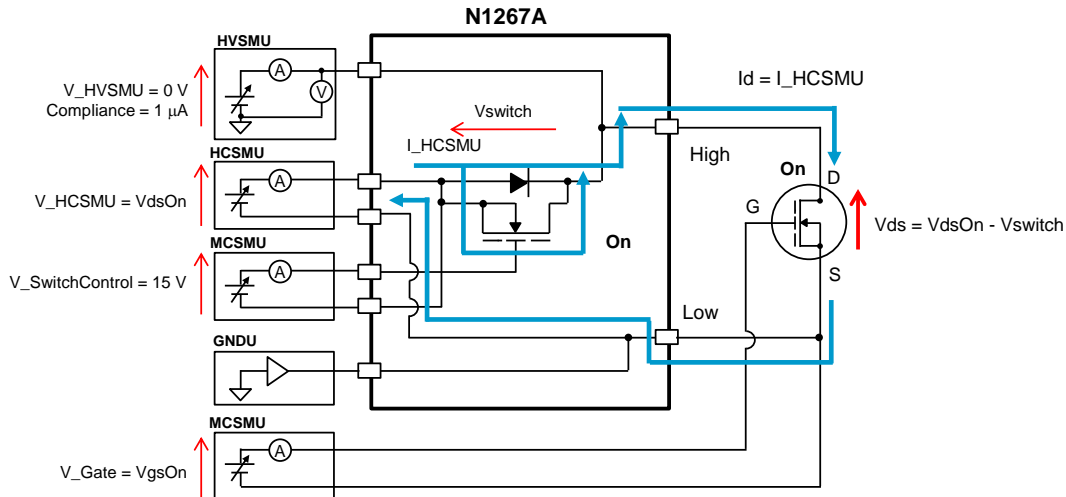 N1267A
HVSMU
A
V
V_HVSMU = 0 V
Compliance = 1 μA
Id = I_HCSMU
Vswitch
I_HCSMU
HCSMU
A
V_HCSMU = VdsOn
High
On
D
G
Vds = VdsOn - Vswitch
On
S
MCSMU
A
V_SwitchControl = 15 V
Low
GNDU
MCSMU
A
V_Gate = VgsOn